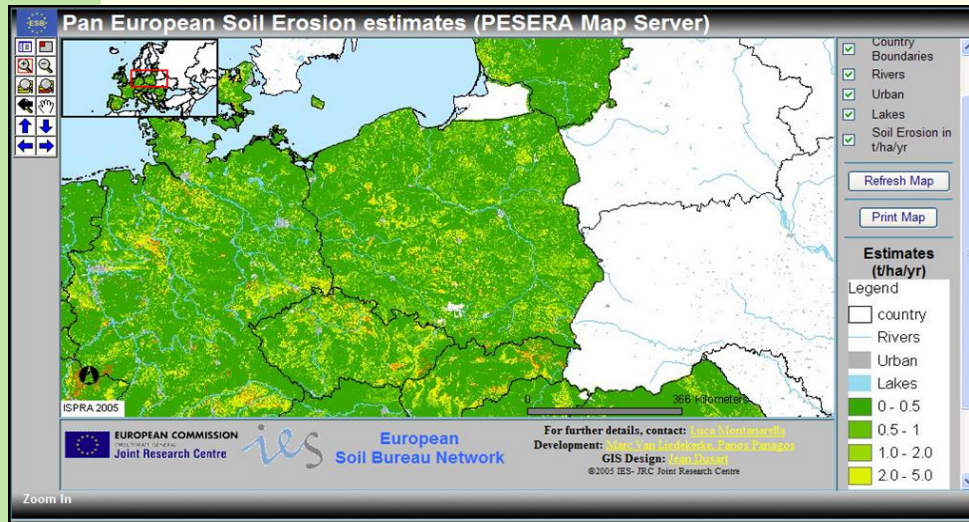 ESB
Pan European Soil Erosion estimates (PESERA Map Server)
Country
Boundaries
Rivers
Urban
Lakes
Soil Erosion in
t/ha/yr
Refresh Map
Print Map
Estimates
(t/ha/yr)
Legend
country
Rivers
Urban
Lakes
0 - 0.5
0.5 - 1
1.0 - 2.0
2.0 - 5.0
0 366 Kilometers
ISPRA 2005
EUROPEAN COMMISSION
DIRECTORATE GENERAL
Joint Research Centre
ies
European
Soil Bureau Network
For further details, contact: Luca Montanarella
Development: Marc Van Liedekerke, Panos Panagos
GIS Design: Jean Dusart
©2005 IES- JRC Joint Research Centre
Zoom In